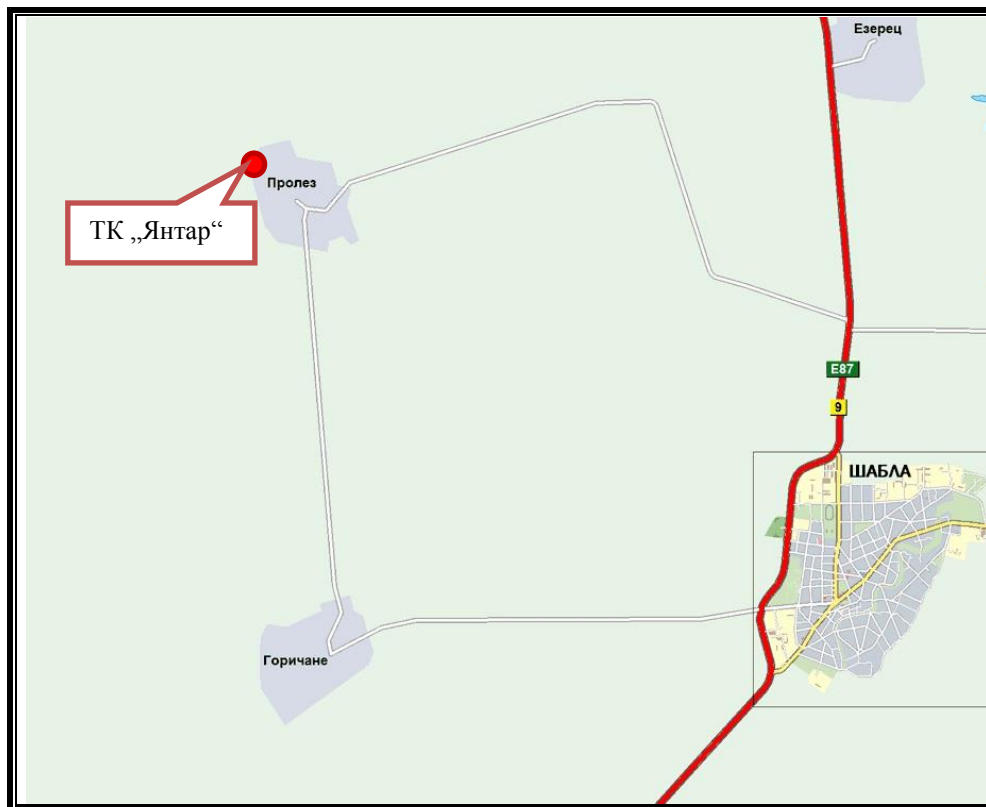 Езерец
Пролез
ТК „Янтар“
E87
9
ШАБЛА
Горичане